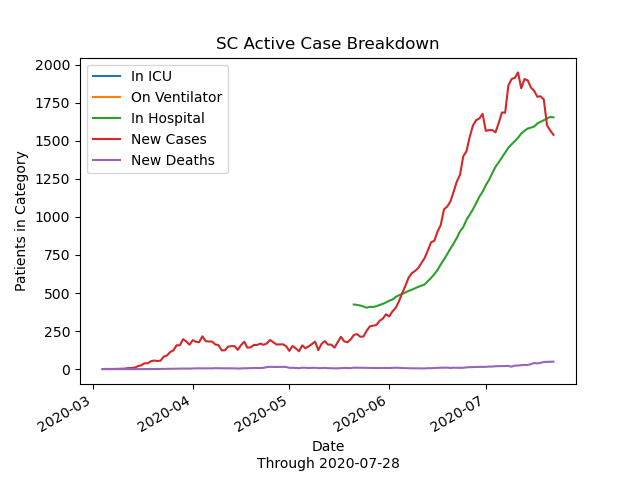 SC Active Case Breakdown
In ICU
On Ventilator
In Hospital
New Cases
New Deaths
Patients in Category
2000
1750
1500
1250
1000
750
500
250
0
2020-03
2020-04
2020-05
2020-06
2020-07
Date
Through 2020-07-28